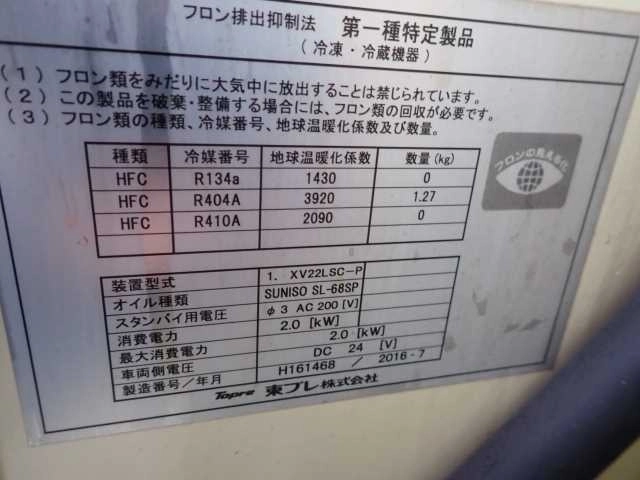 フロン排出抑制法 第一種特定製品
(冷凍・冷蔵機器)
(1) フロン類をみだりに大気中に放出することは禁じられています。
(2) この製品を破棄・整備する場合には、フロン類の回収が必要です。
(3) フロン類の種類、冷媒番号、地球温暖化係数及び数量。
フロンの見える化
種類 冷媒番号 地球温暖化係数 数量(kg)
HFC R134a 1430 0
HFC R404A 3920 1.27
HFC R410A 2090 0
装置型式 1. XV22LSC-P
オイル種類 SUNISO SL-68SP
スタンバイ用電圧 φ3 AC 200 [V]
消費電力 2.0 [kW]
最大消費電力 2.0 [kW]
車両側電圧 DC 24 [V]
製造番号/年月 H161468 / 2016-7
Topre 東プレ株式会社